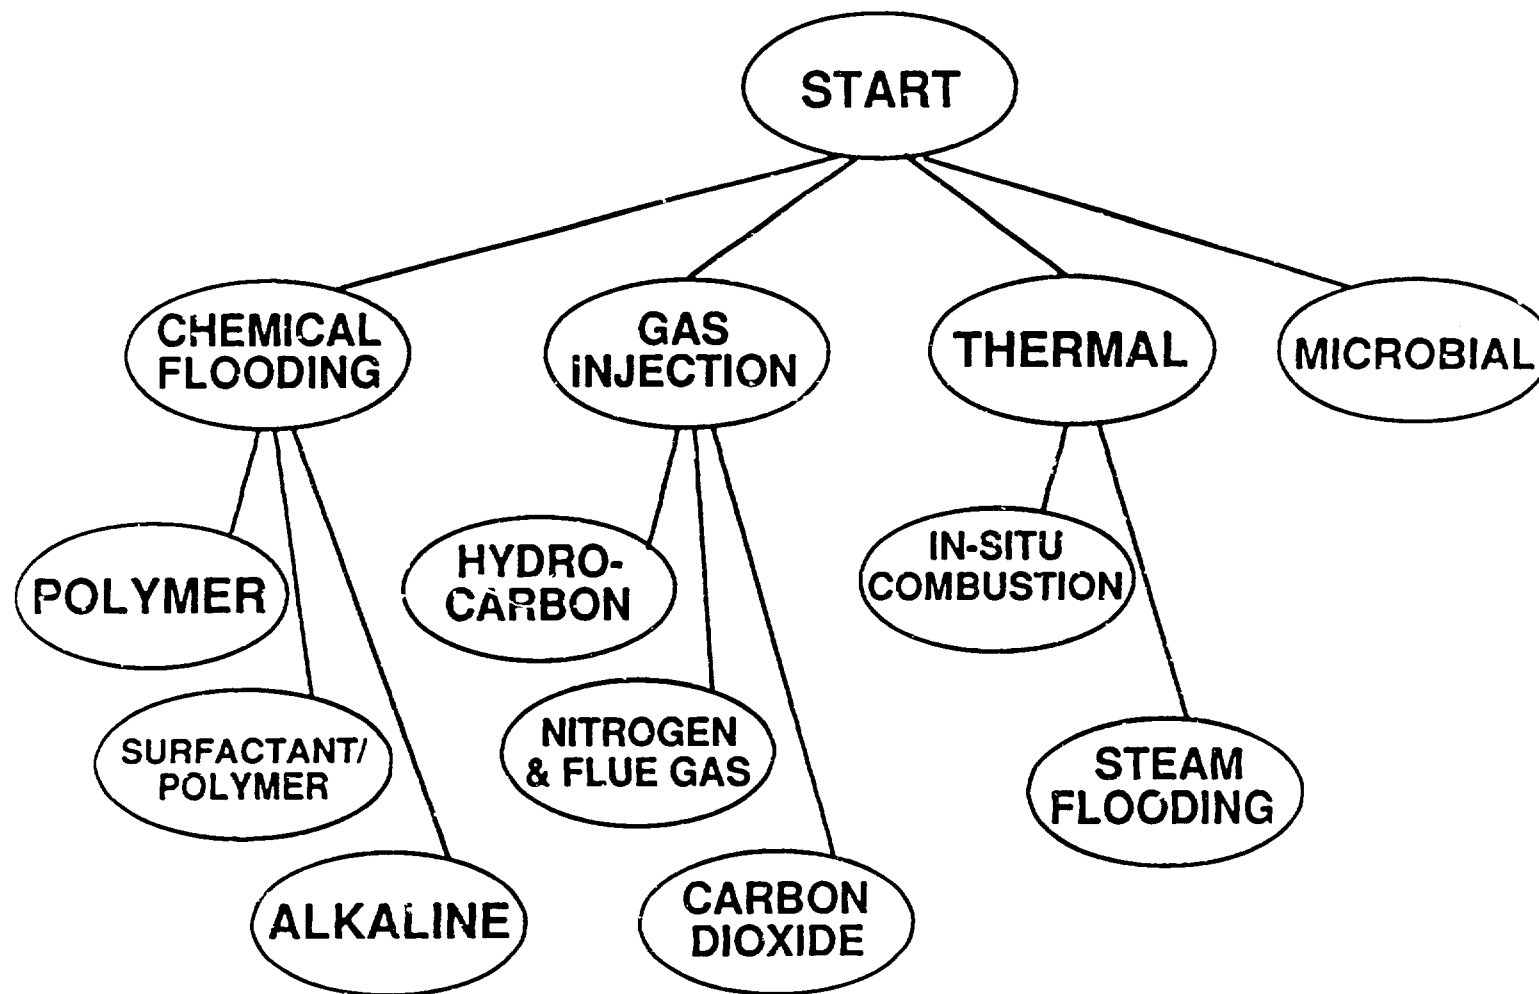 START
CHEMICAL
FLOODING
GAS
INJECTION
THERMAL
MICROBIAL
POLYMER
HYDRO-
CARBON
IN-SITU
COMBUSTION
SURFACTANT/
POLYMER
NITROGEN
& FLUE GAS
STEAM
FLOODING
ALKALINE
CARBON
DIOXIDE